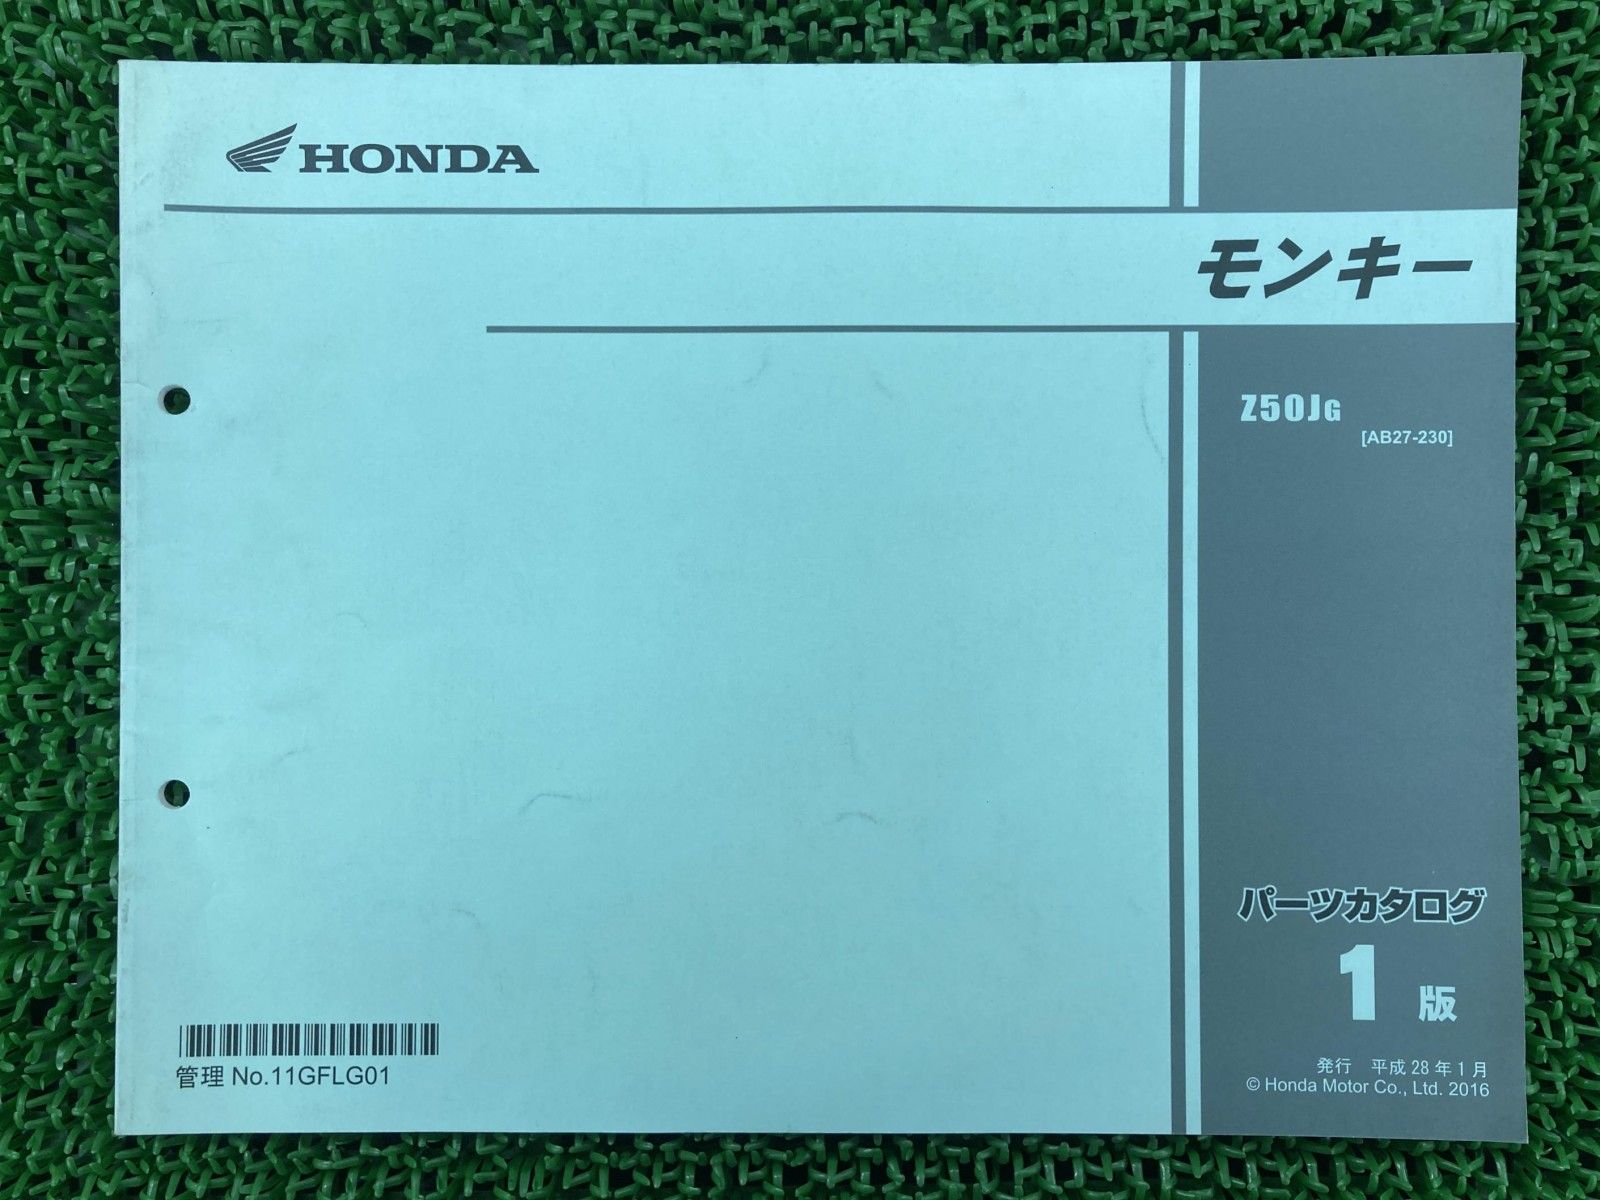 HONDA
モンキー
Z50JG
[AB27-230]
パーツカタログ
1 版
発行 平成 28 年 1 月
© Honda Motor Co., Ltd. 2016
管理 No.11GFLG01